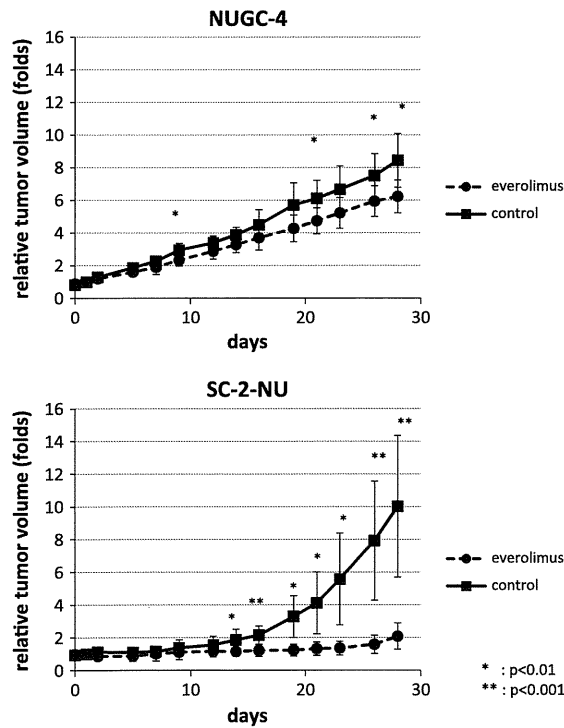 NUGC-4
relative tumor volume (folds)
16
14
12
10
8
6
4
2
0
0 10 20 30
days
* * * *
everolimus
control
SC-2-NU
relative tumor volume (folds)
16
14
12
10
8
6
4
2
0
0 10 20 30
days
* ** * * * ** **
everolimus
control
* : p<0.01
** : p<0.001